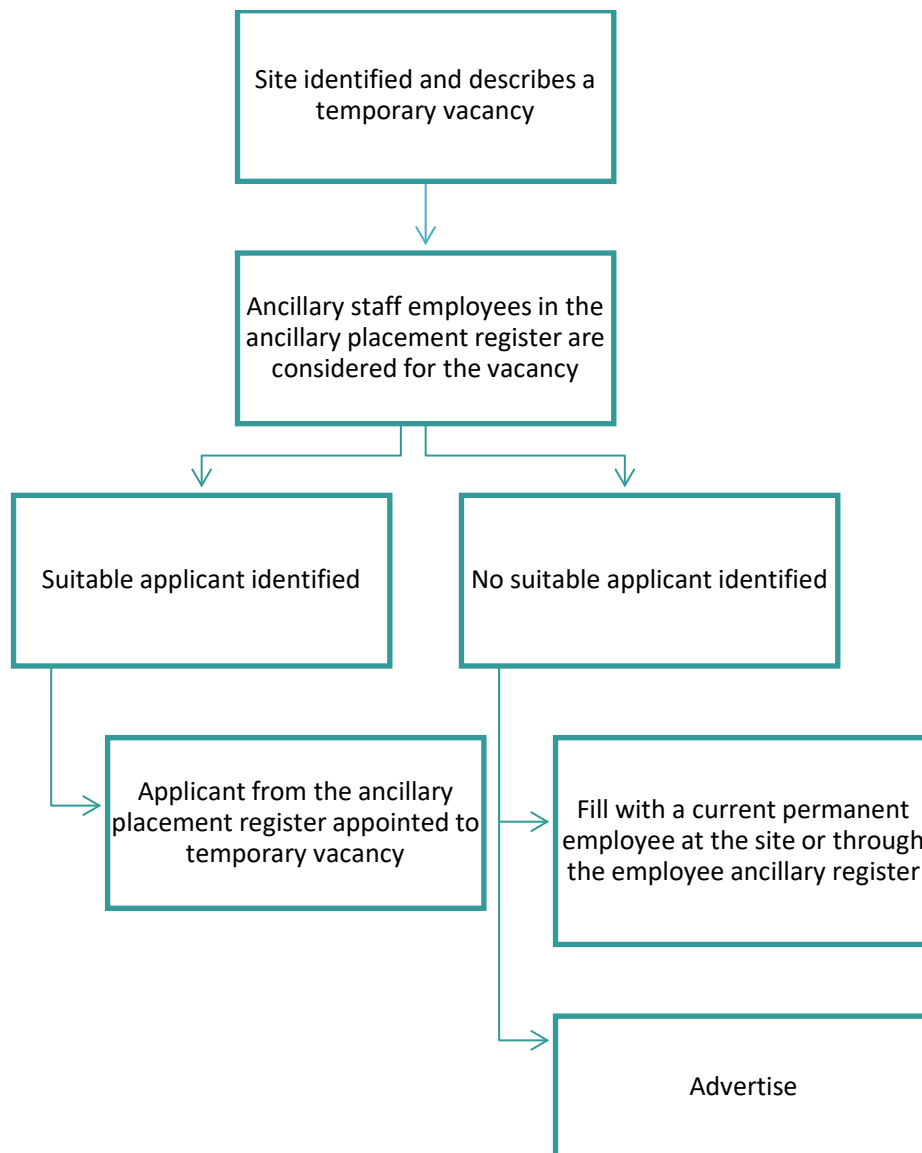 Site identified and describes a
temporary vacancy
Ancillary staff employees in the
ancillary placement register are
considered for the vacancy
Suitable applicant identified
No suitable applicant identified
Applicant from the ancillary
placement register appointed to
temporary vacancy
Fill with a current permanent
employee at the site or through
the employee ancillary register
Advertise